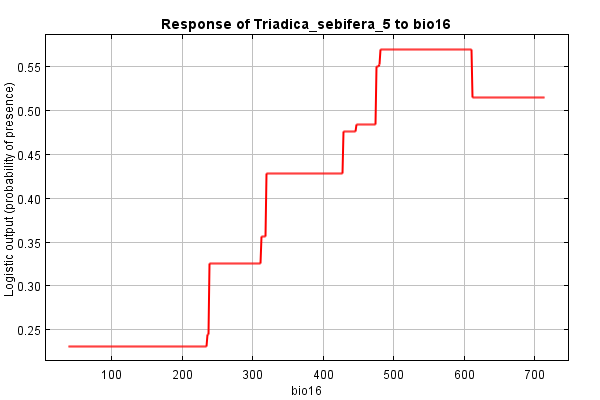 Response of Triadica_sebifera_5 to bio16
Logistic output (probability of presence)
0.55
0.50
0.45
0.40
0.35
0.30
0.25
100 200 300 400 500 600 700
bio16